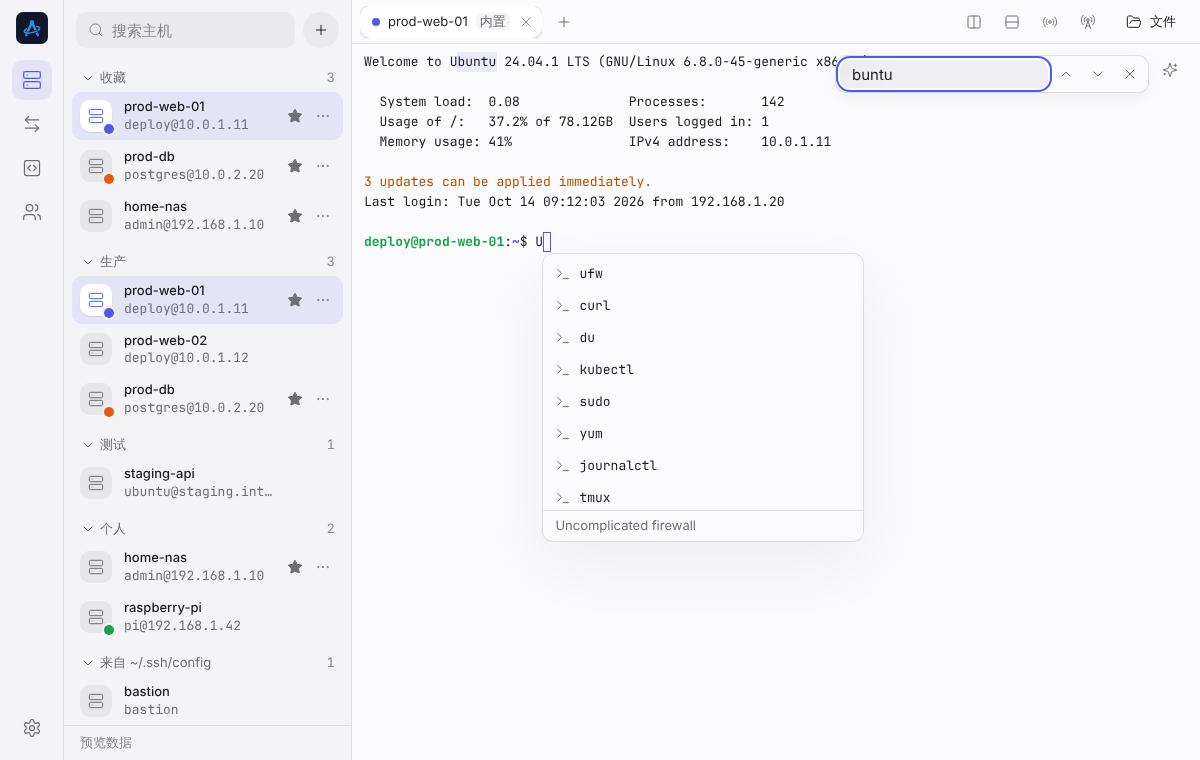 搜索主机
收藏 3
prod-web-01
deploy@10.0.1.11
prod-db
postgres@10.0.2.20
home-nas
admin@192.168.1.10
生产 3
prod-web-01
deploy@10.0.1.11
prod-web-02
deploy@10.0.1.12
prod-db
postgres@10.0.2.20
测试 1
staging-api
ubuntu@staging.int…
个人 2
home-nas
admin@192.168.1.10
raspberry-pi
pi@192.168.1.42
来自 ~/.ssh/config 1
bastion
bastion
预览数据
prod-web-01 内置
文件
buntu
Welcome to Ubuntu 24.04.1 LTS (GNU/Linux 6.8.0-45-generic x86
System load: 0.08 Processes: 142
Usage of /: 37.2% of 78.12GB Users logged in: 1
Memory usage: 41% IPv4 address: 10.0.1.11
3 updates can be applied immediately.
Last login: Tue Oct 14 09:12:03 2026 from 192.168.1.20
deploy@prod-web-01:~$ U
>_ ufw
>_ curl
>_ du
>_ kubectl
>_ sudo
>_ yum
>_ journalctl
>_ tmux
Uncomplicated firewall